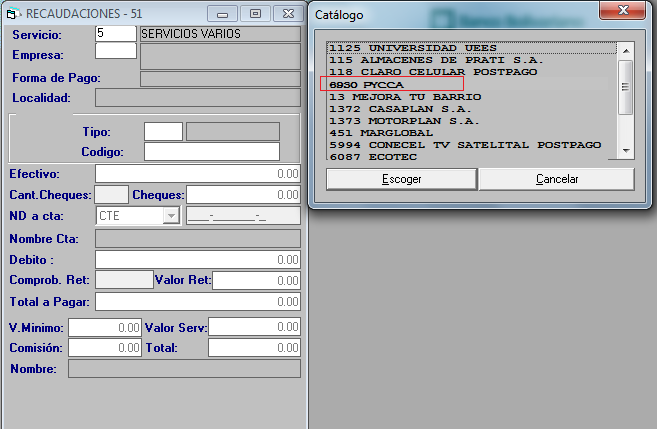 RECAUDACIONES - 51
Servicio: 5 SERVICIOS VARIOS
Empresa:
Forma de Pago:
Localidad:
Tipo:
Codigo:
Efectivo: 0.00
Cant.Cheques: Cheques: 0.00
ND a cta: CTE ___-_______-_
Nombre Cta:
Debito : 0.00
Comprob. Ret: Valor Ret: 0.00
Total a Pagar: 0.00
V.Minimo: 0.00 Valor Serv: 0.00
Comisión: 0.00 Total: 0.00
Nombre:
Catálogo
1125 UNIVERSIDAD UEES
115 ALMACENES DE PRATI S.A.
118 CLARO CELULAR POSTPAGO
6930 PYCCA
13 MEJORA TU BARRIO
1372 CASAPLAN S.A.
1373 MOTORPLAN S.A.
451 MARGLOBAL
5994 CONECEL TV SATELITAL POSTPAGO
6087 ECOTEC
Escoger Cancelar